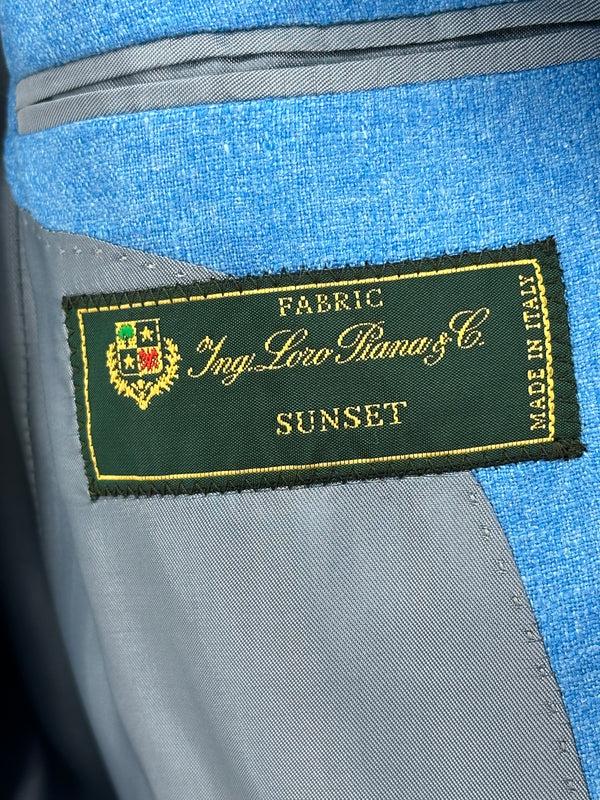 FABRIC
Ing. Loro Piana & C.
SUNSET
MADE IN ITALY